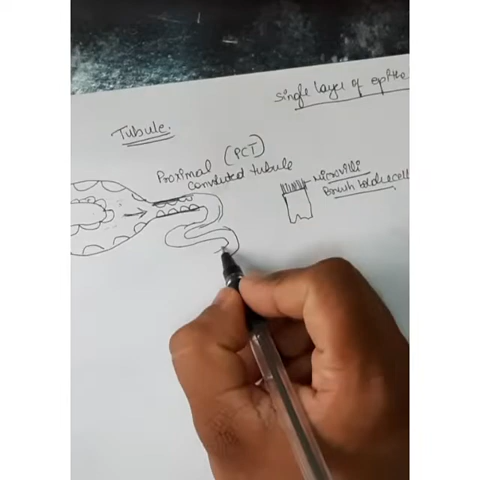 single layer of epithe
Tubule.
Proximal (PCT)
Convoluted tubule
Microvilli
Brush border cell